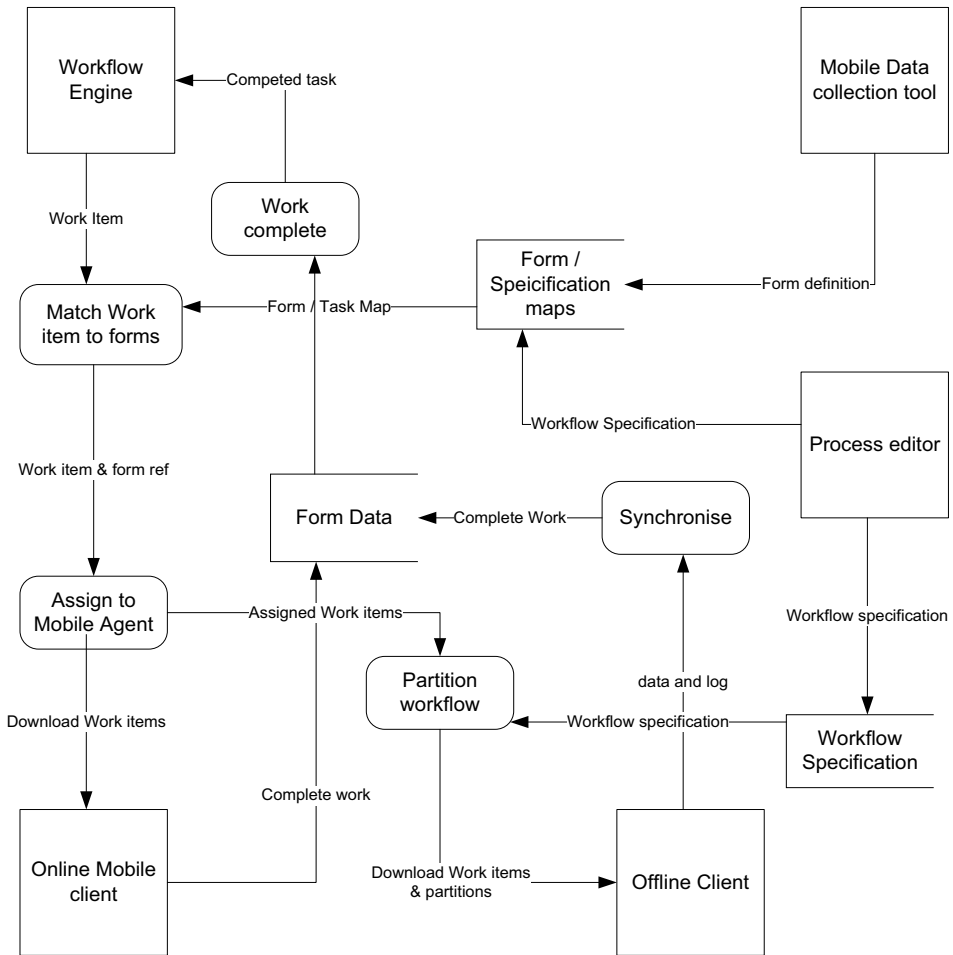 Workflow
Engine
Competed task
Mobile Data
collection tool
Work Item
Work
complete
Form /
Speicification
maps
Form definition
Match Work
item to forms
Form / Task Map
Workflow Specification
Process editor
Work item & form ref
Form Data
Complete Work
Synchronise
Assign to
Mobile Agent
Assigned Work items
Workflow specification
Partition
workflow
data and log
Download Work items
Workflow specification
Workflow
Specification
Complete work
Online Mobile
client
Download Work items
& partitions
Offline Client